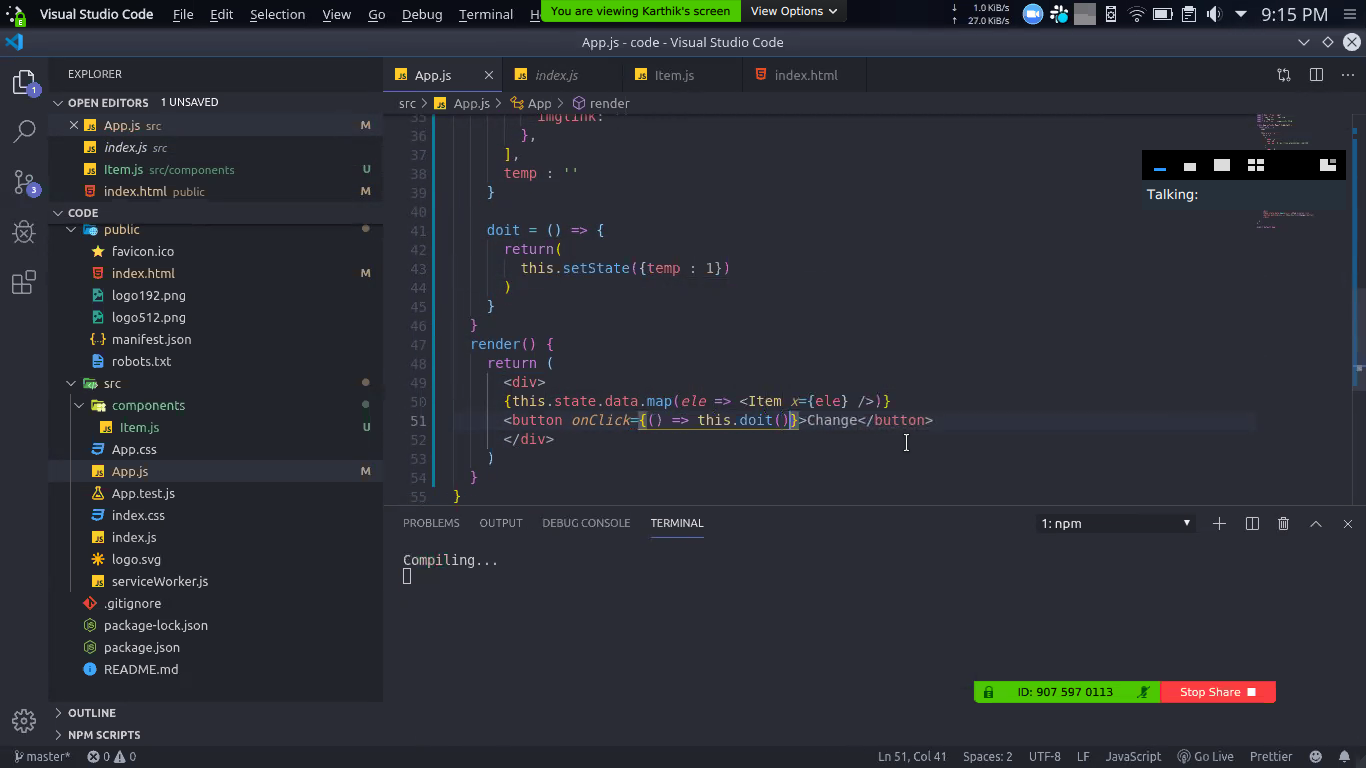 Visual Studio Code File Edit Selection View Go Debug Terminal
You are viewing Karthik's screen View Options
1.0 KiB/s
27.0 KiB/s
9:15 PM
App.js - code - Visual Studio Code
EXPLORER
App.js
index.js
Item.js
index.html
OPEN EDITORS 1 UNSAVED
App.js src M
index.js src
Item.js src/components U
index.html public M
CODE
public
favicon.ico
index.html M
logo192.png
logo512.png
manifest.json
robots.txt
src
components
Item.js U
App.css
App.js M
App.test.js
index.css
index.js
logo.svg
serviceWorker.js
.gitignore
package-lock.json
package.json
README.md
OUTLINE
NPM SCRIPTS
src > App.js > App > render
35 imglink: ''
36 },
37 ],
38 temp : ''
39 }
40
41 doit = () => {
42 return(
43 this.setState({temp : 1})
44 )
45 }
46 }
47 render() {
48 return (
49 <div>
50 {this.state.data.map(ele => <Item x={ele} />)}
51 <button onClick={() => this.doit()}>Change</button>
52 </div>
53 )
54 }
55 }
Talking:
PROBLEMS OUTPUT DEBUG CONSOLE TERMINAL
1: npm
Compiling...
ID: 907 597 0113 Stop Share
master* 0 0
Ln 51, Col 41 Spaces: 2 UTF-8 LF JavaScript Go Live Prettier
1
3